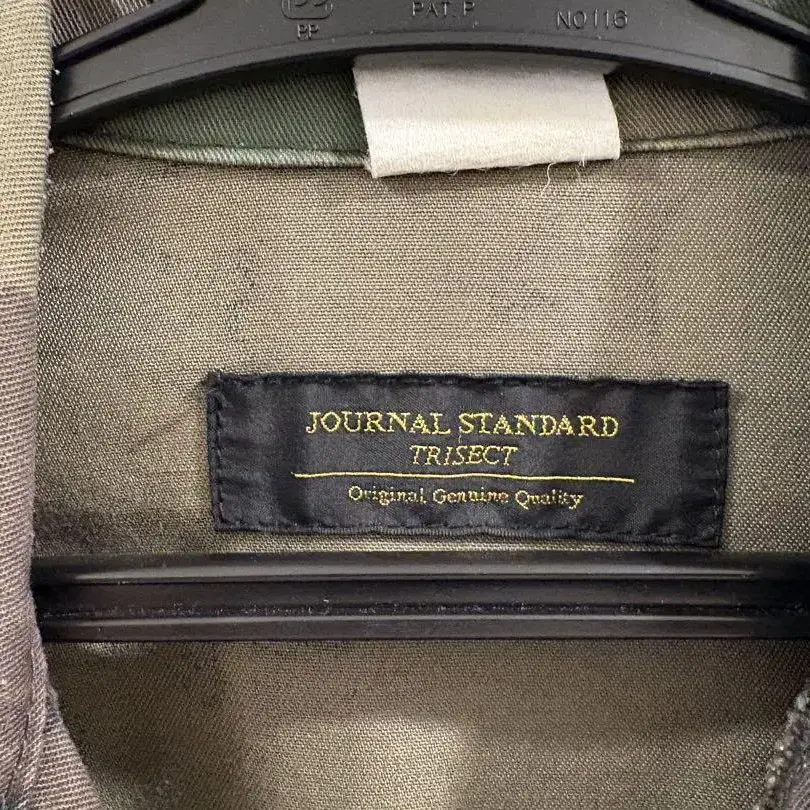 PP
PAT.P
NO116
JOURNAL STANDARD
TRISECT
Original Genuine Quality